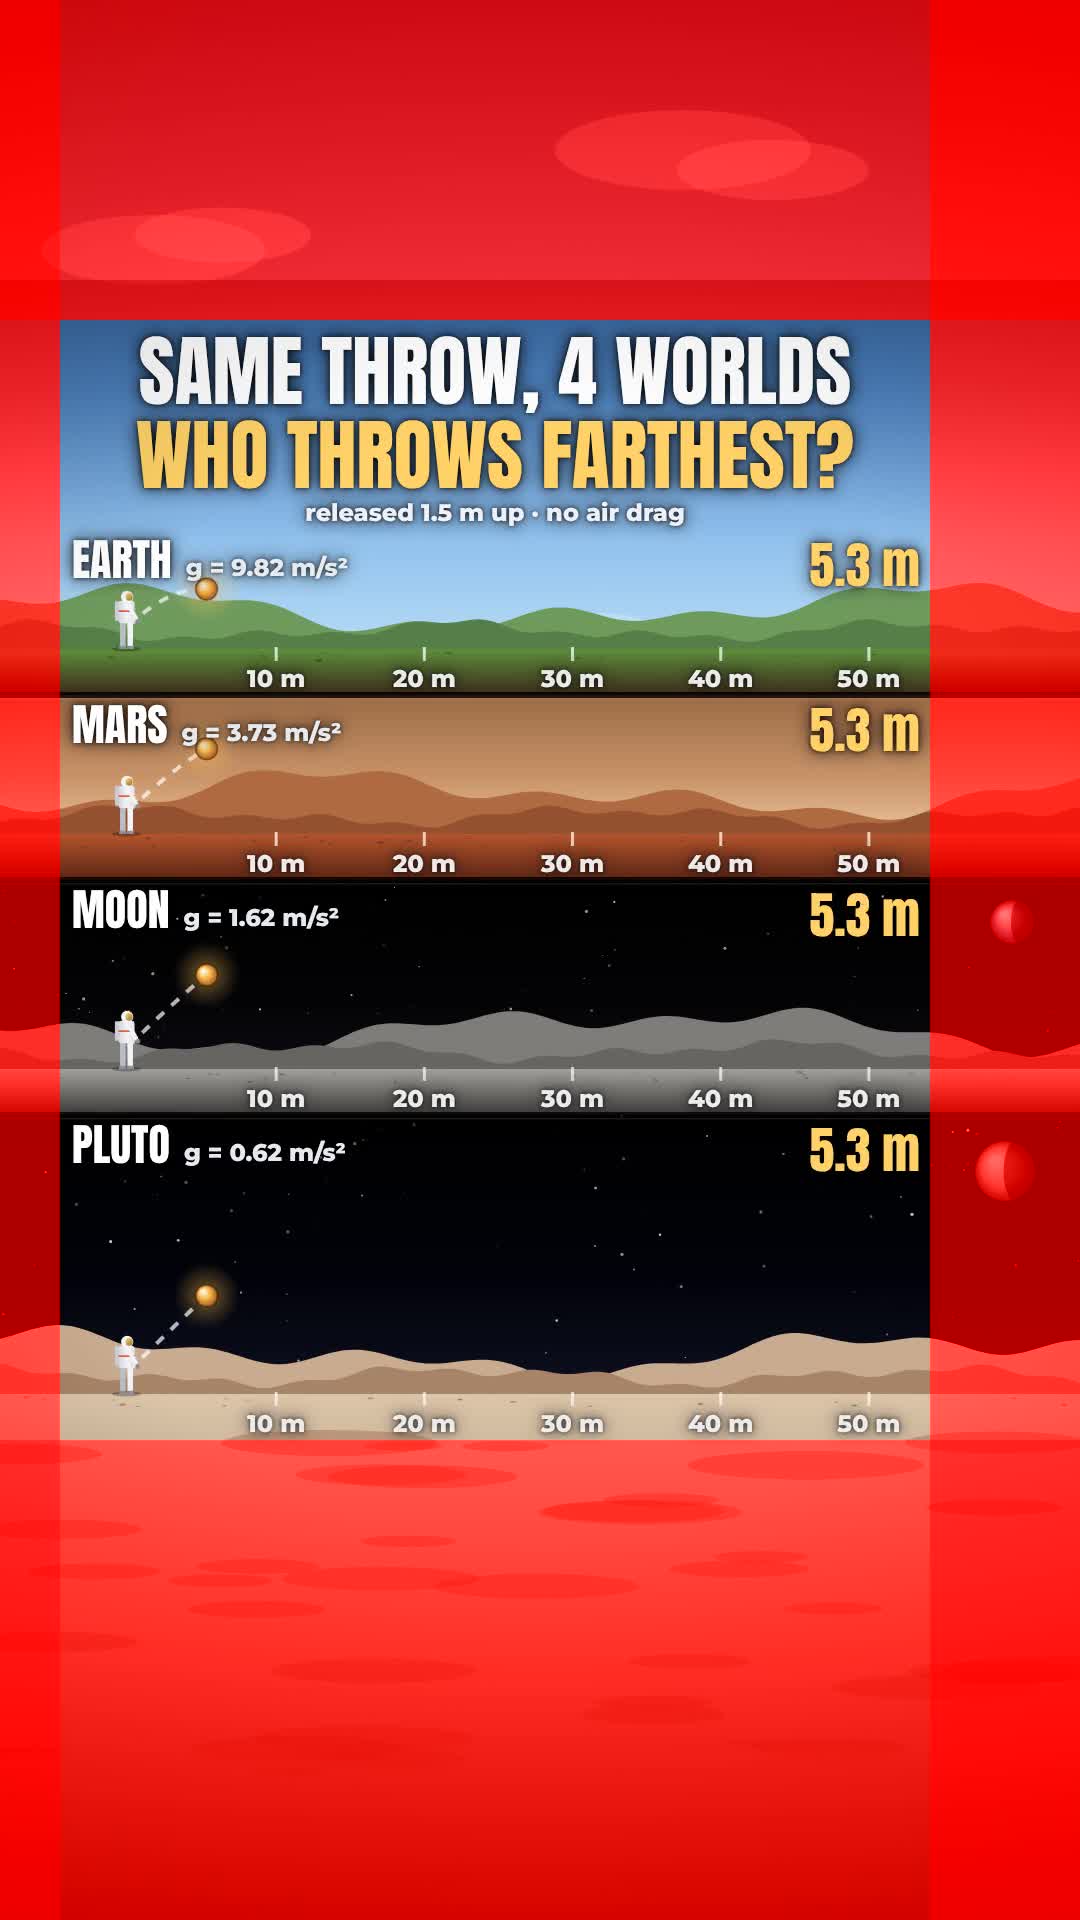 SAME THROW, 4 WORLDS
WHO THROWS FARTHEST?
released 1.5 m up · no air drag
EARTH g = 9.82 m/s² 5.3 m
10 m 20 m 30 m 40 m 50 m
MARS g = 3.73 m/s² 5.3 m
10 m 20 m 30 m 40 m 50 m
MOON g = 1.62 m/s² 5.3 m
10 m 20 m 30 m 40 m 50 m
PLUTO g = 0.62 m/s² 5.3 m
10 m 20 m 30 m 40 m 50 m